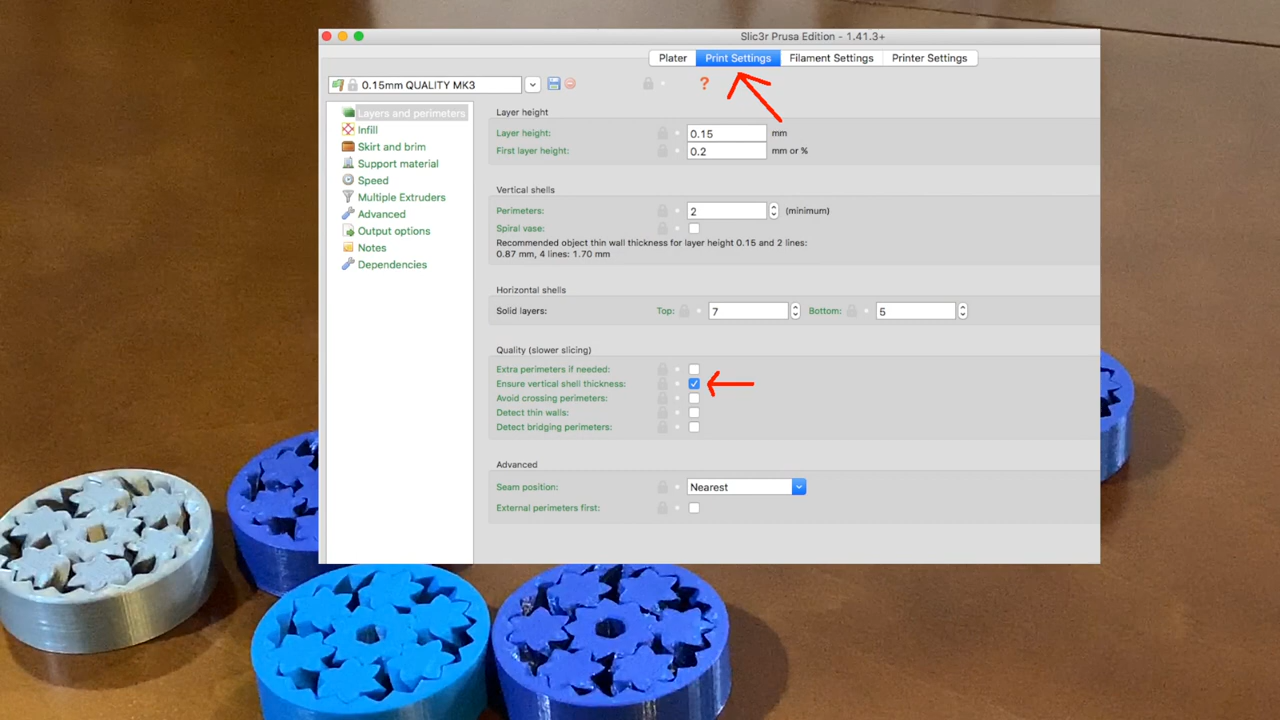 Slic3r Prusa Edition - 1.41.3+
Plater Print Settings Filament Settings Printer Settings
0.15mm QUALITY MK3 ?
Layers and perimeters
Infill
Skirt and brim
Support material
Speed
Multiple Extruders
Advanced
Output options
Notes
Dependencies
Layer height
Layer height: 0.15 mm
First layer height: 0.2 mm or %
Vertical shells
Perimeters: 2 (minimum)
Spiral vase:
Recommended object thin wall thickness for layer height 0.15 and 2 lines:
0.87 mm, 4 lines: 1.70 mm
Horizontal shells
Solid layers: Top: 7 Bottom: 5
Quality (slower slicing)
Extra perimeters if needed:
Ensure vertical shell thickness:
Avoid crossing perimeters:
Detect thin walls:
Detect bridging perimeters:
Advanced
Seam position: Nearest
External perimeters first: